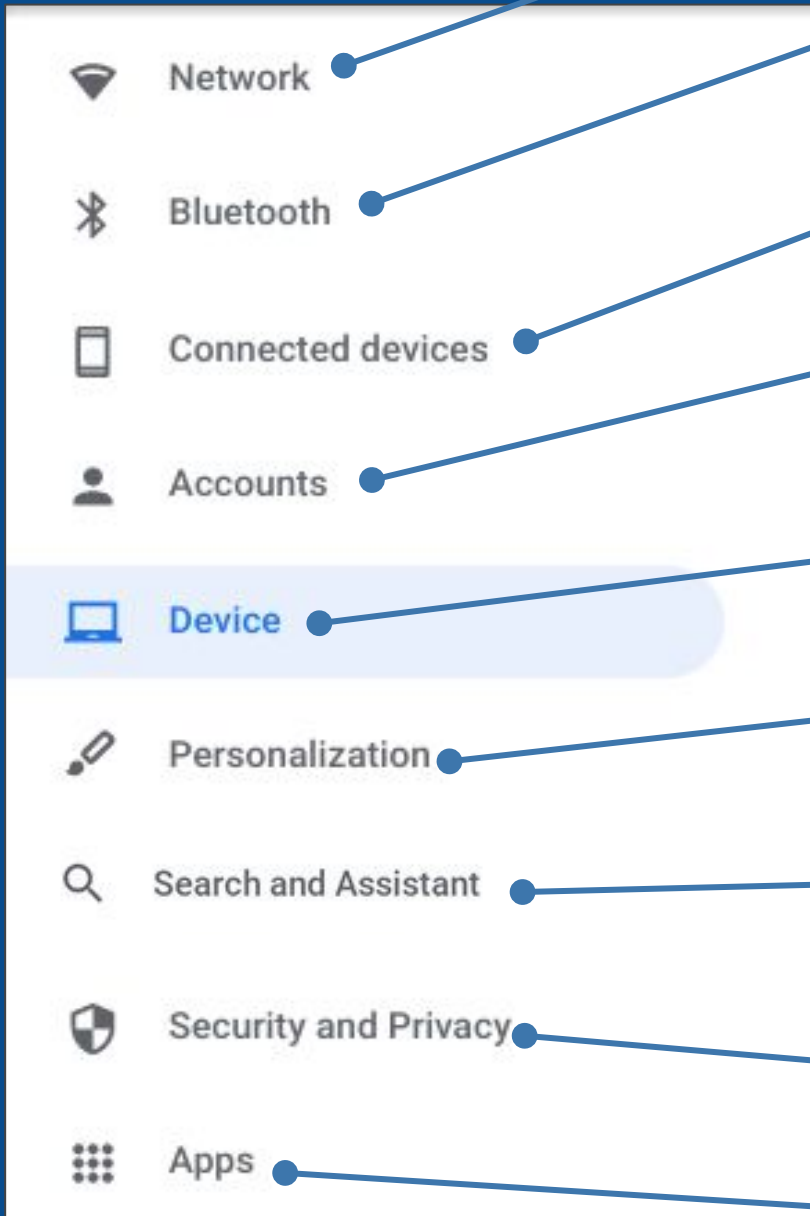 Network
Bluetooth
Connected devices
Accounts
Device
Personalization
Search and Assistant
Security and Privacy
Apps